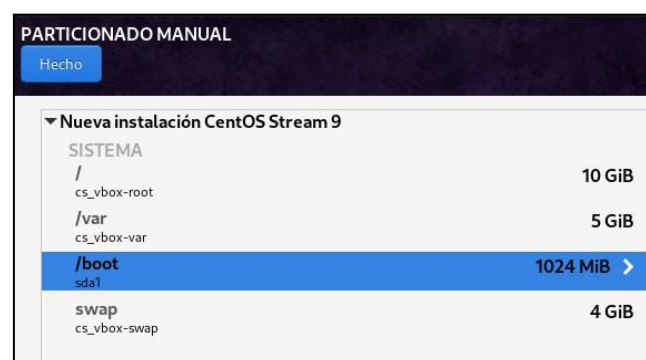 PARTICIONADO MANUAL
Hecho
Nueva instalación CentOS Stream 9
SISTEMA
/ 10 GiB
cs_vbox-root
/var 5 GiB
cs_vbox-var
/boot 1024 MiB
sda1
swap 4 GiB
cs_vbox-swap